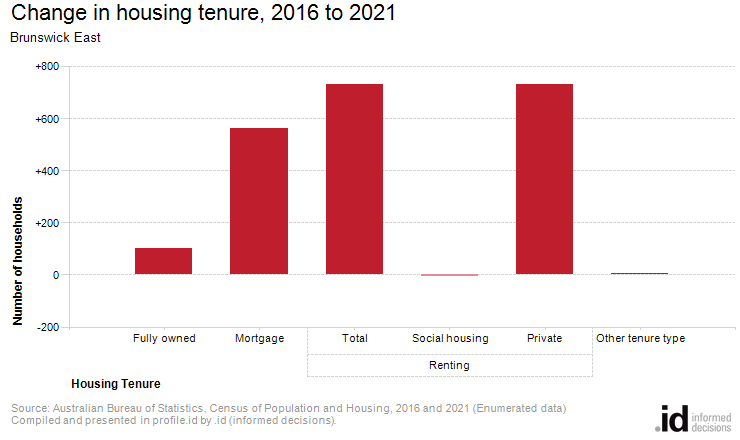 Change in housing tenure, 2016 to 2021
Brunswick East
+800
+600
+400
+200
0
-200
Number of households
Fully owned
Mortgage
Total
Social housing
Private
Other tenure type
Renting
Housing Tenure
Source: Australian Bureau of Statistics, Census of Population and Housing, 2016 and 2021 (Enumerated data)
Compiled and presented in profile.id by .id (informed decisions).
.id informed
decisions